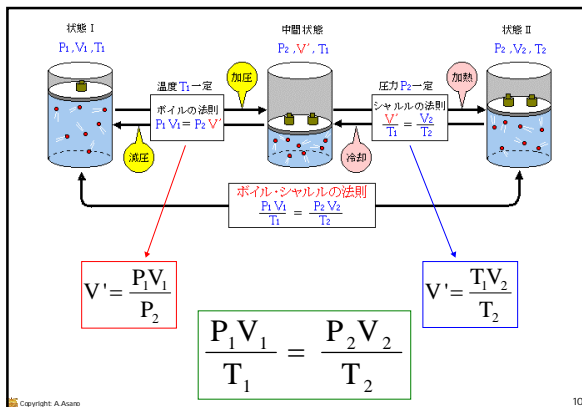 状態Ⅰ
P₁,V₁,T₁
中間状態
P₂,V',T₁
状態Ⅱ
P₂,V₂,T₂
温度T₁一定
加圧
ボイルの法則
P₁V₁=P₂V'
減圧
圧力P₂一定
加熱
シャルルの法則
V'/T₁ = V₂/T₂
冷却
ボイル・シャルルの法則
P₁V₁/T₁ = P₂V₂/T₂
V'=P₁V₁/P₂
V'=T₁V₂/T₂
P₁V₁/T₁ = P₂V₂/T₂
Copyright: A.Asano
10